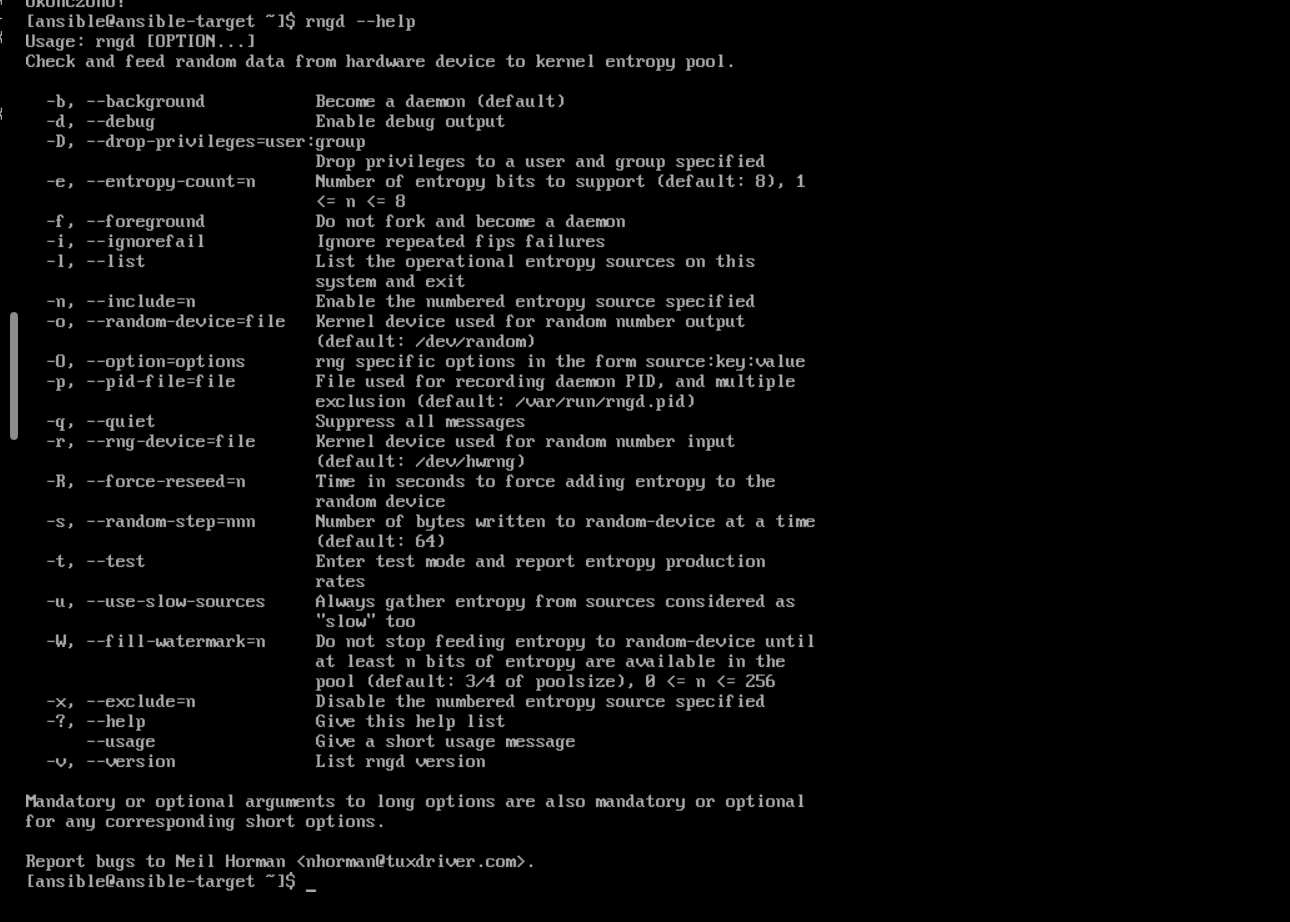 [ansible@ansible-target ~]$ rngd --help
Usage: rngd [OPTION...]
Check and feed random data from hardware device to kernel entropy pool.

  -b, --background           Become a daemon (default)
  -d, --debug                Enable debug output
  -D, --drop-privileges=user:group
                             Drop privileges to a user and group specified
  -e, --entropy-count=n      Number of entropy bits to support (default: 8), 1
                             <= n <= 8
  -f, --foreground           Do not fork and become a daemon
  -i, --ignorefail           Ignore repeated fips failures
  -l, --list                 List the operational entropy sources on this
                             system and exit
  -n, --include=n            Enable the numbered entropy source specified
  -o, --random-device=file   Kernel device used for random number output
                             (default: /dev/random)
  -O, --option=options       rng specific options in the form source:key:value
  -p, --pid-file=file        File used for recording daemon PID, and multiple
                             exclusion (default: /var/run/rngd.pid)
  -q, --quiet                Suppress all messages
  -r, --rng-device=file      Kernel device used for random number input
                             (default: /dev/hwrng)
  -R, --force-reseed=n       Time in seconds to force adding entropy to the
                             random device
  -s, --random-step=nnn      Number of bytes written to random-device at a time
                             (default: 64)
  -t, --test                 Enter test mode and report entropy production
                             rates
  -u, --use-slow-sources     Always gather entropy from sources considered as
                             "slow" too
  -W, --fill-watermark=n     Do not stop feeding entropy to random-device until
                             at least n bits of entropy are available in the
                             pool (default: 3/4 of poolsize), 0 <= n <= 256
  -x, --exclude=n            Disable the numbered entropy source specified
  -?, --help                 Give this help list
      --usage                Give a short usage message
  -v, --version              List rngd version

Mandatory or optional arguments to long options are also mandatory or optional
for any corresponding short options.

Report bugs to Neil Horman <nhorman@tuxdriver.com>.
[ansible@ansible-target ~]$ _